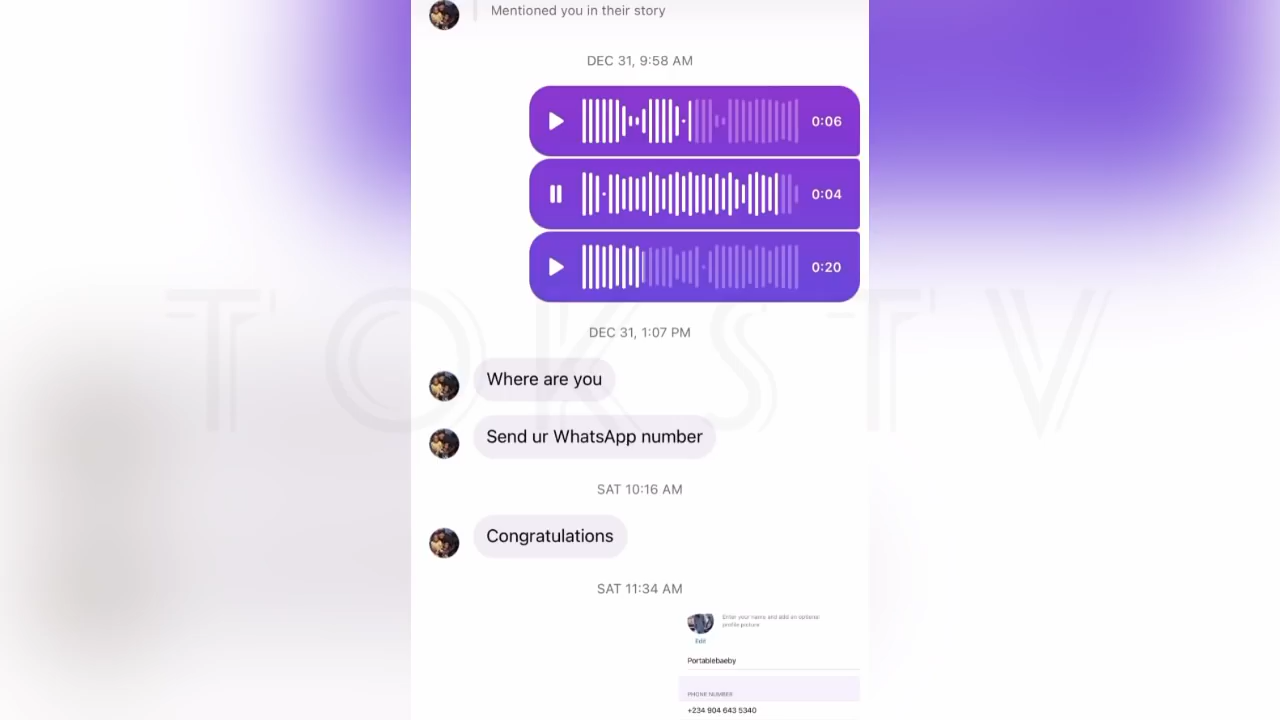 Mentioned you in their story
DEC 31, 9:58 AM
0:06
0:04
0:20
DEC 31, 1:07 PM
TOKSTV
Where are you
Send ur WhatsApp number
SAT 10:16 AM
Congratulations
SAT 11:34 AM
Enter your name and add an optional
profile picture
Edit
Portablebaeby
PHONE NUMBER
+234 904 643 5340